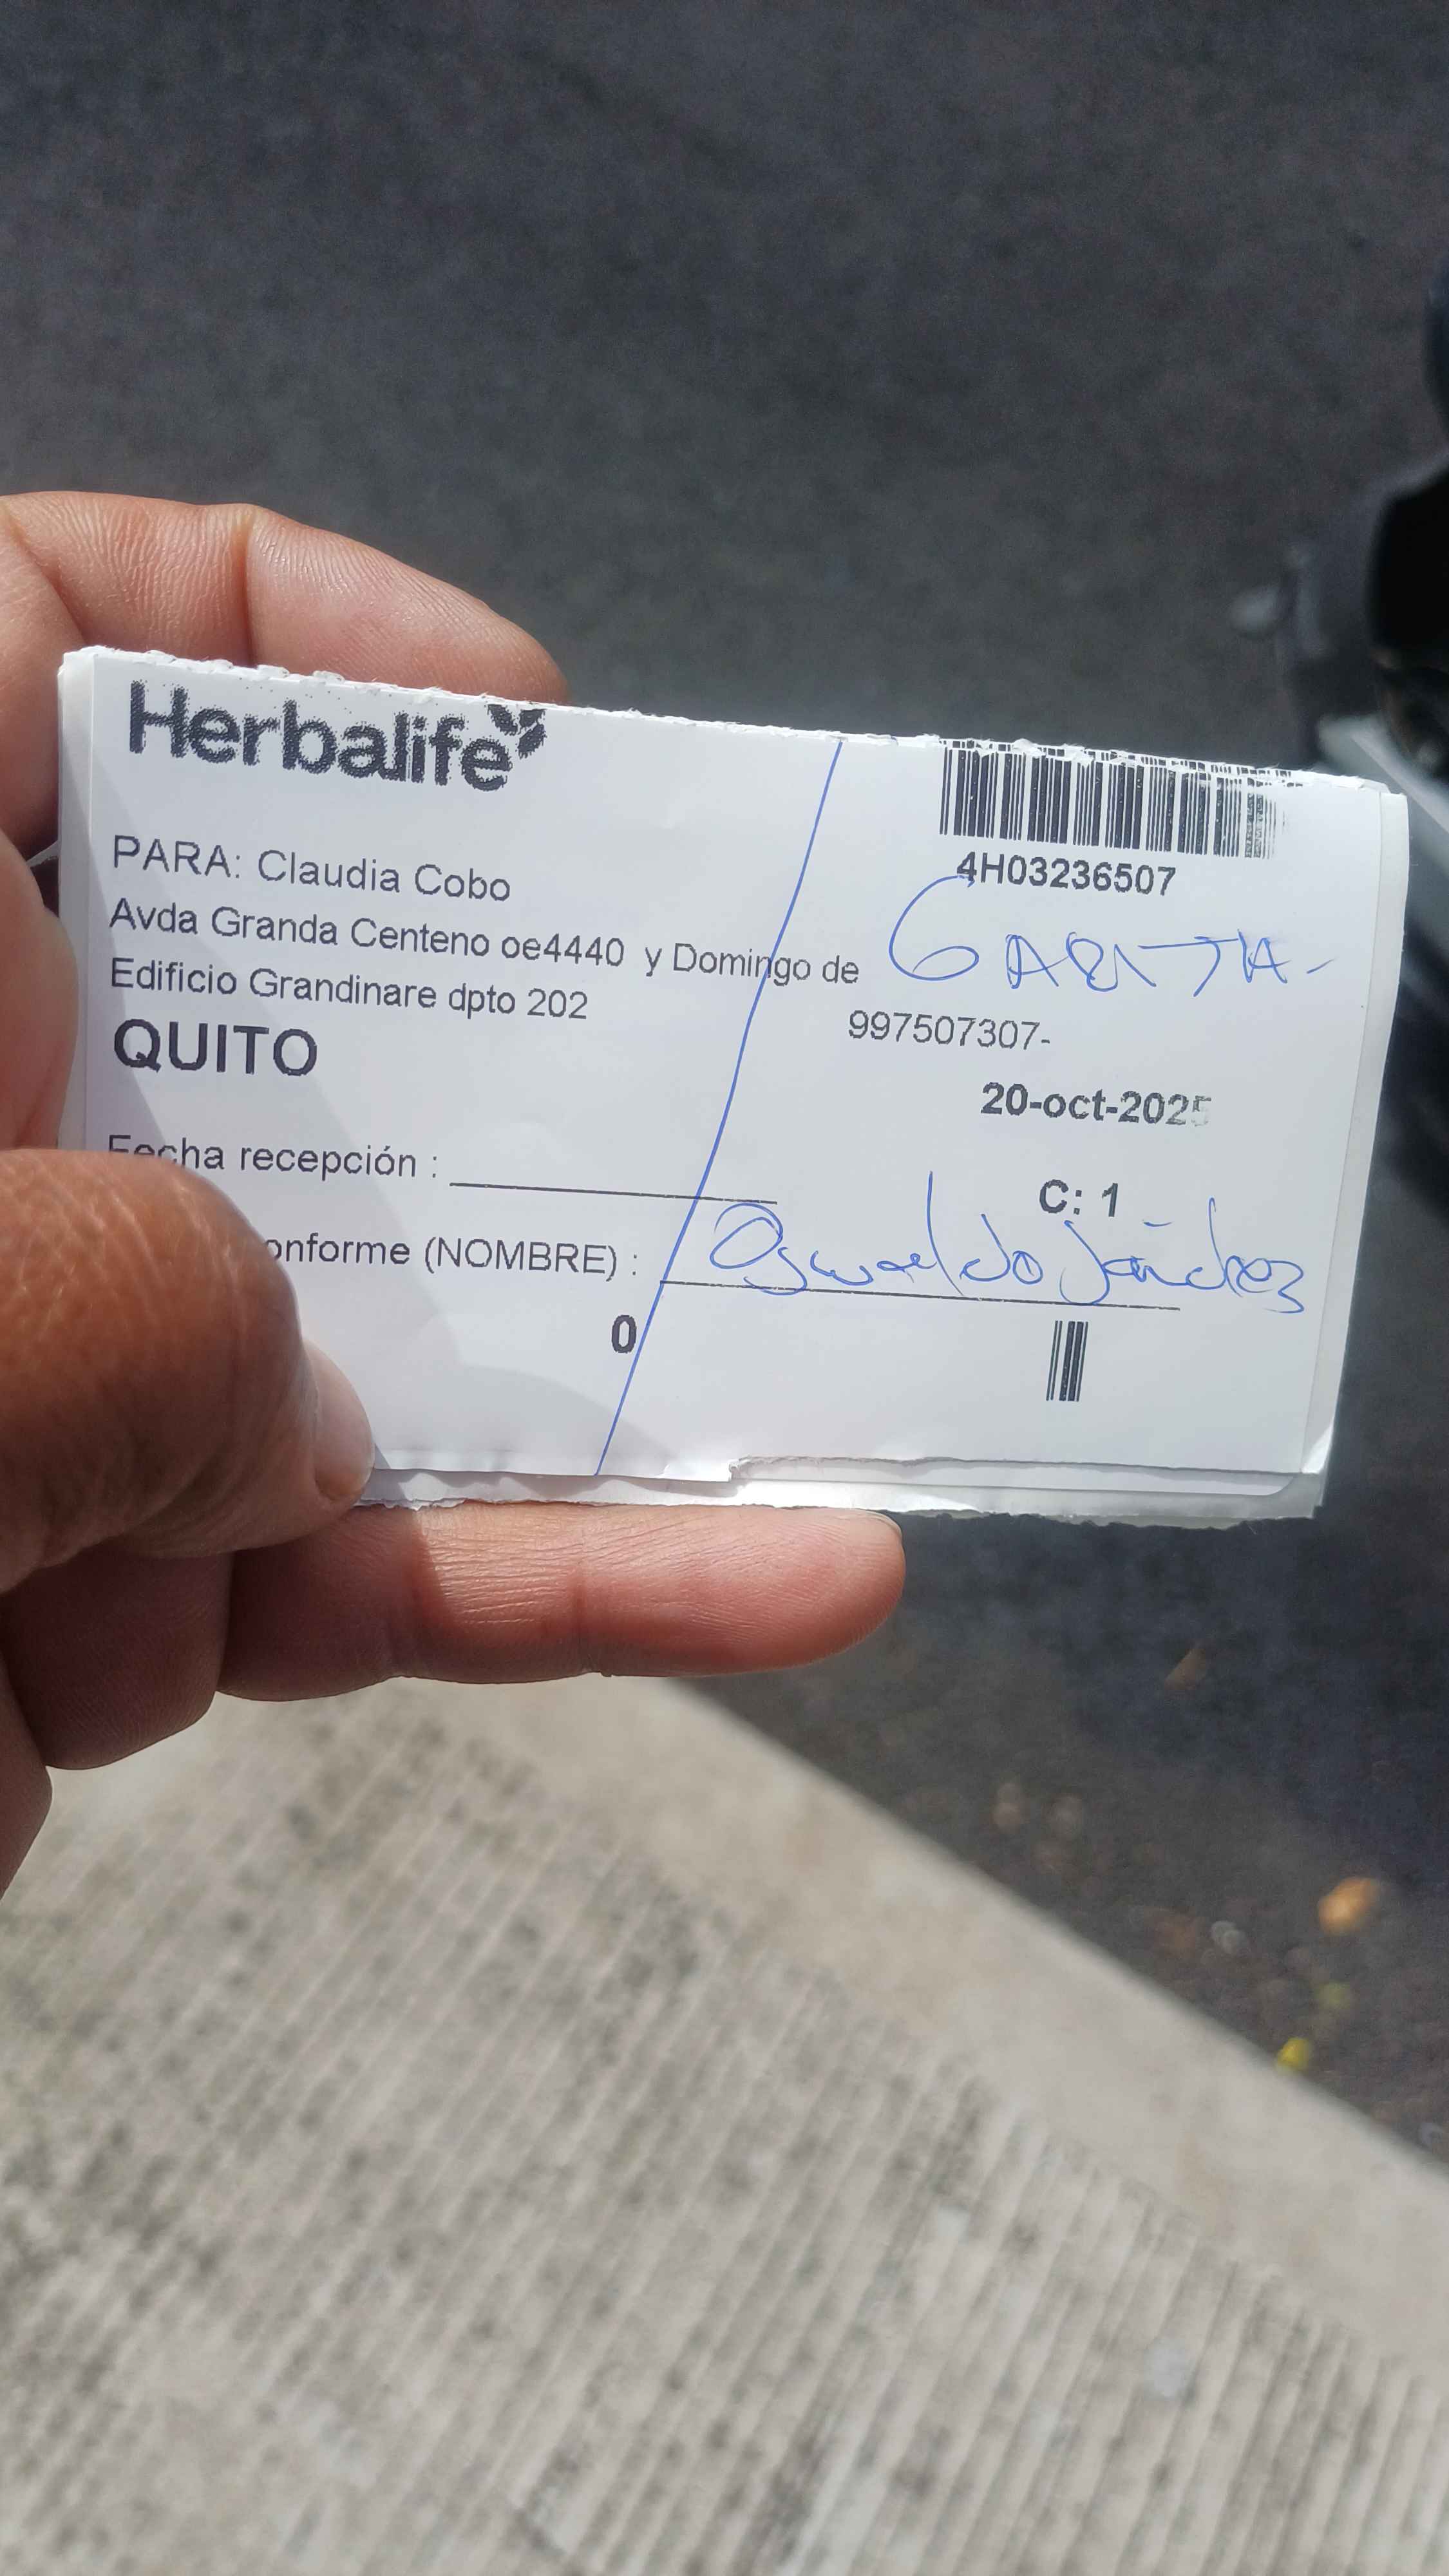 Herbalife
4H03236507
PARA: Claudia Cobo
GARITA-
Avda Granda Centeno oe4440 y Domingo de
Edificio Grandinare dpto 202
997507307-
QUITO
20-oct-2025
Fecha recepción :
C: 1
onforme (NOMBRE) : Oswaldo Sánchez
0